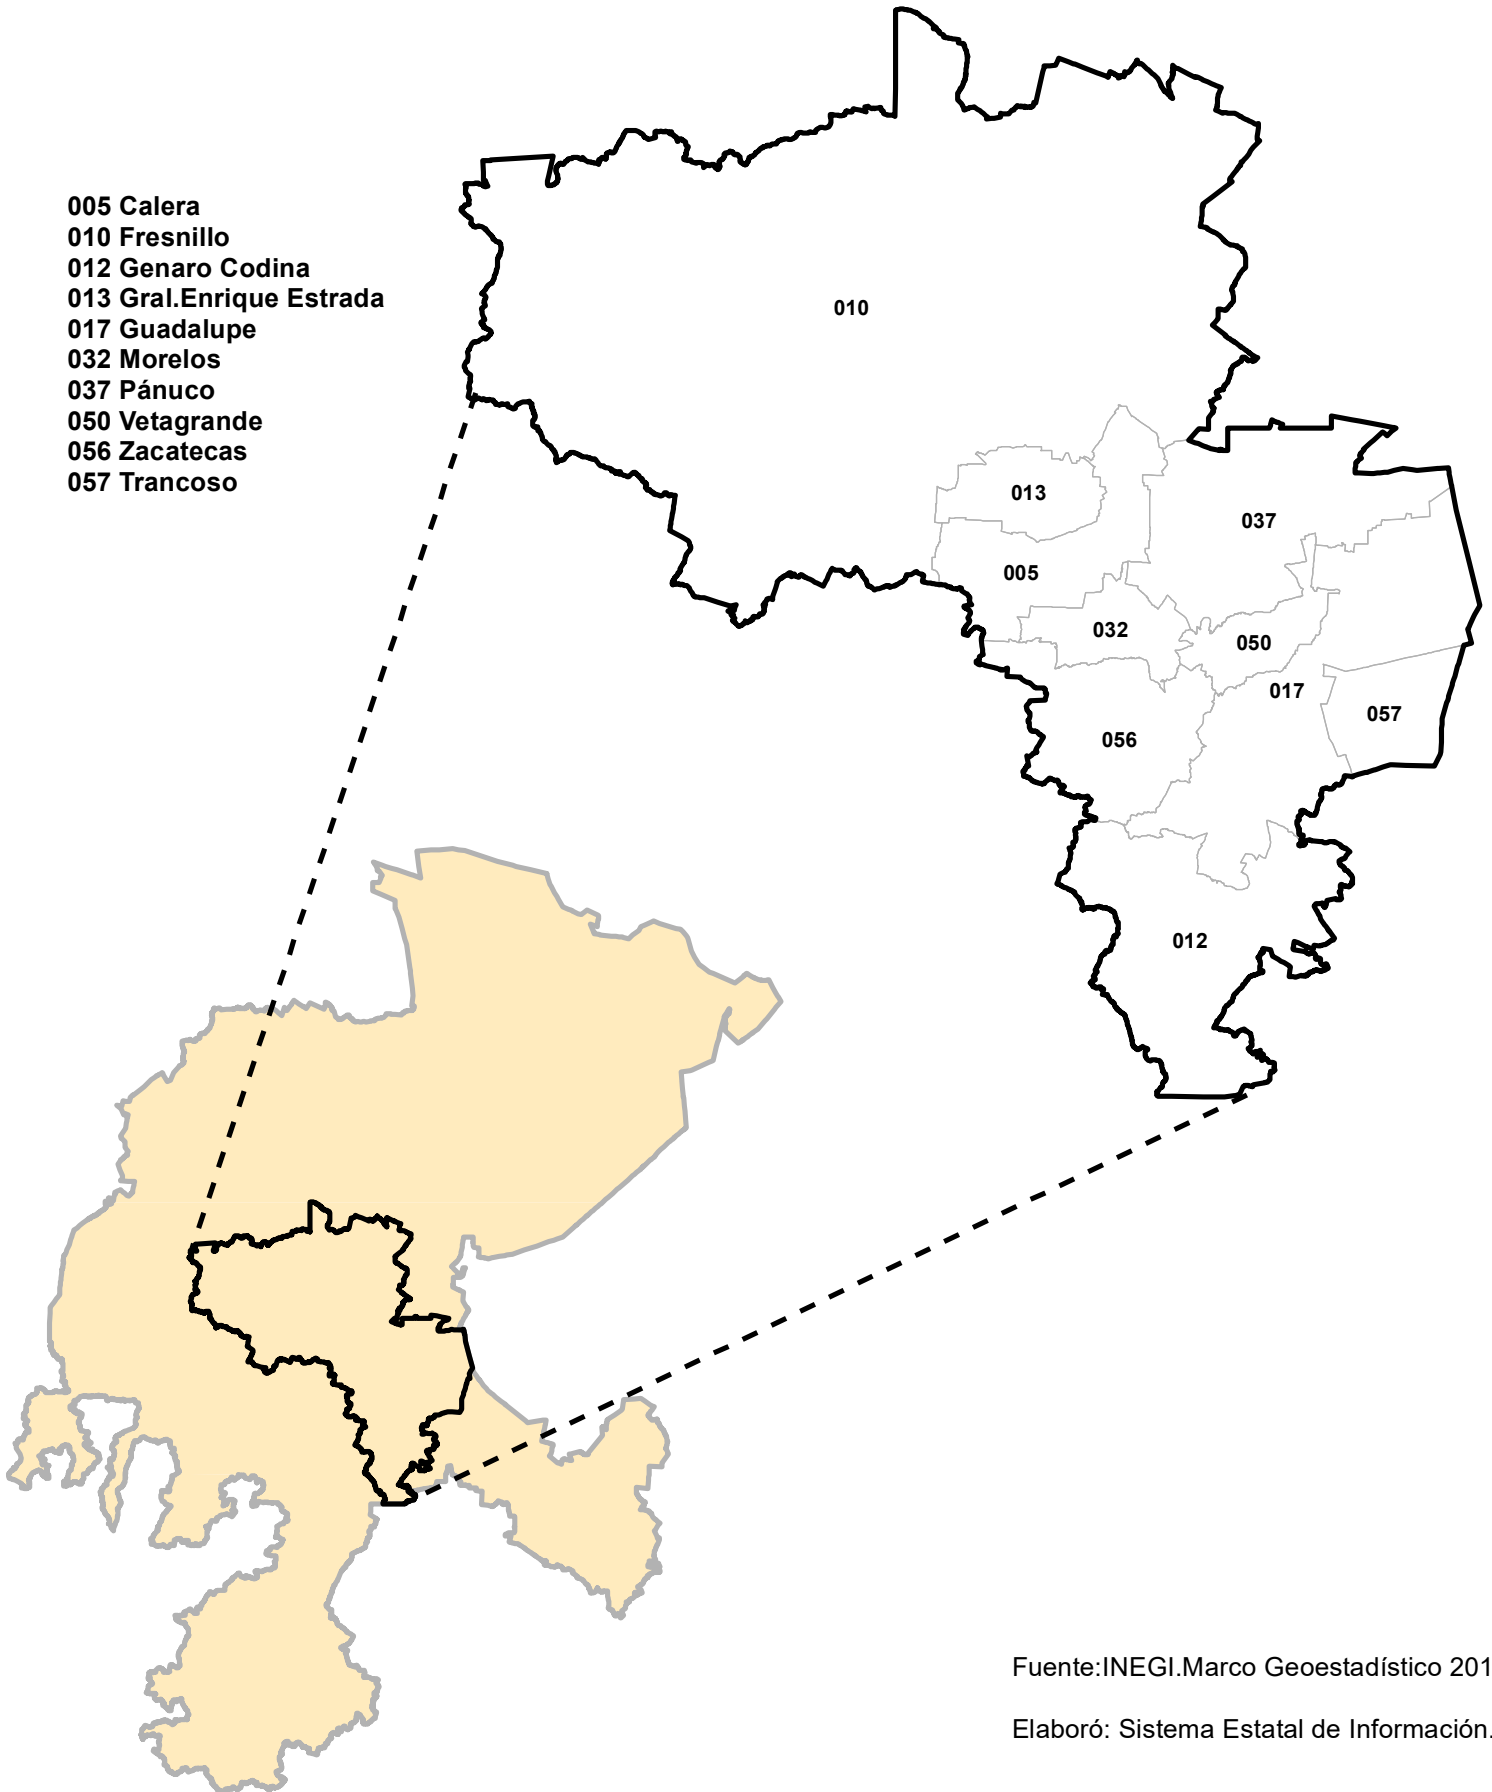 005 Calera
010 Fresnillo
012 Genaro Codina
013 Gral.Enrique Estrada
017 Guadalupe
032 Morelos
037 Pánuco
050 Vetagrande
056 Zacatecas
057 Trancoso
010
013
037
005
032
050
017
057
056
012
Fuente:INEGI.Marco Geoestadístico 201
Elaboró: Sistema Estatal de Información.